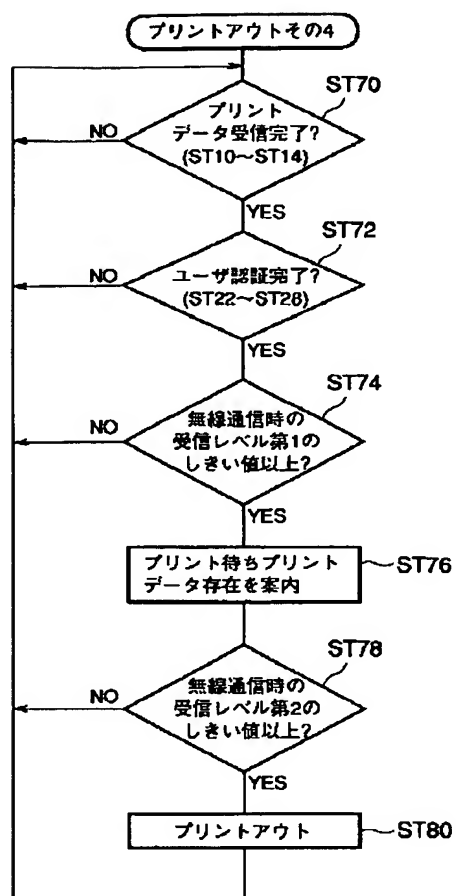 プリントアウトその4
ST70
プリント
データ受信完了?
(ST10～ST14)
NO
YES
ST72
ユーザ認証完了?
(ST22～ST28)
NO
YES
ST74
無線通信時の
受信レベル第1の
しきい値以上?
NO
YES
プリント待ちプリント
データ存在を案内
ST76
ST78
無線通信時の
受信レベル第2の
しきい値以上?
NO
YES
プリントアウト
ST80